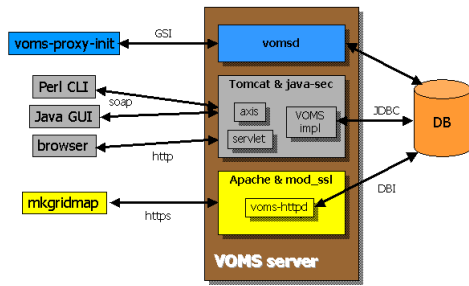 voms-proxy-init
GSI
vomsd
Perl CLI
Java GUI
browser
soap
http
Tomcat & java-sec
axis
servlet
VOMS
impl
JDBC
DB
mkgridmap
https
Apache & mod_ssl
voms-httpd
DBI
VOMS server